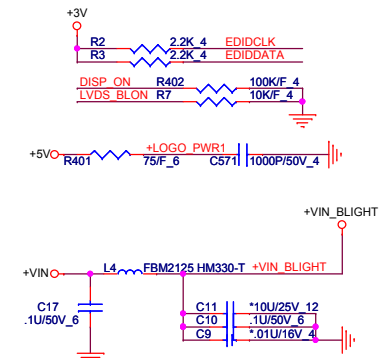 +3V
R2 2.2K_4 EDIDCLK
R3 2.2K_4 EDIDDATA
DISP_ON R402 100K/F_4
LVDS_BLON R7 10K/F_4
+LOGO_PWR1
+5V
R401 75/F_6 C571 1000P/50V_4
+VIN_BLIGHT
+VIN L4 FBM2125 HM330-T +VIN_BLIGHT
C17
.1U/50V_6
C11 *10U/25V_12
C10 .1U/50V_6
C9 *.01U/16V_4